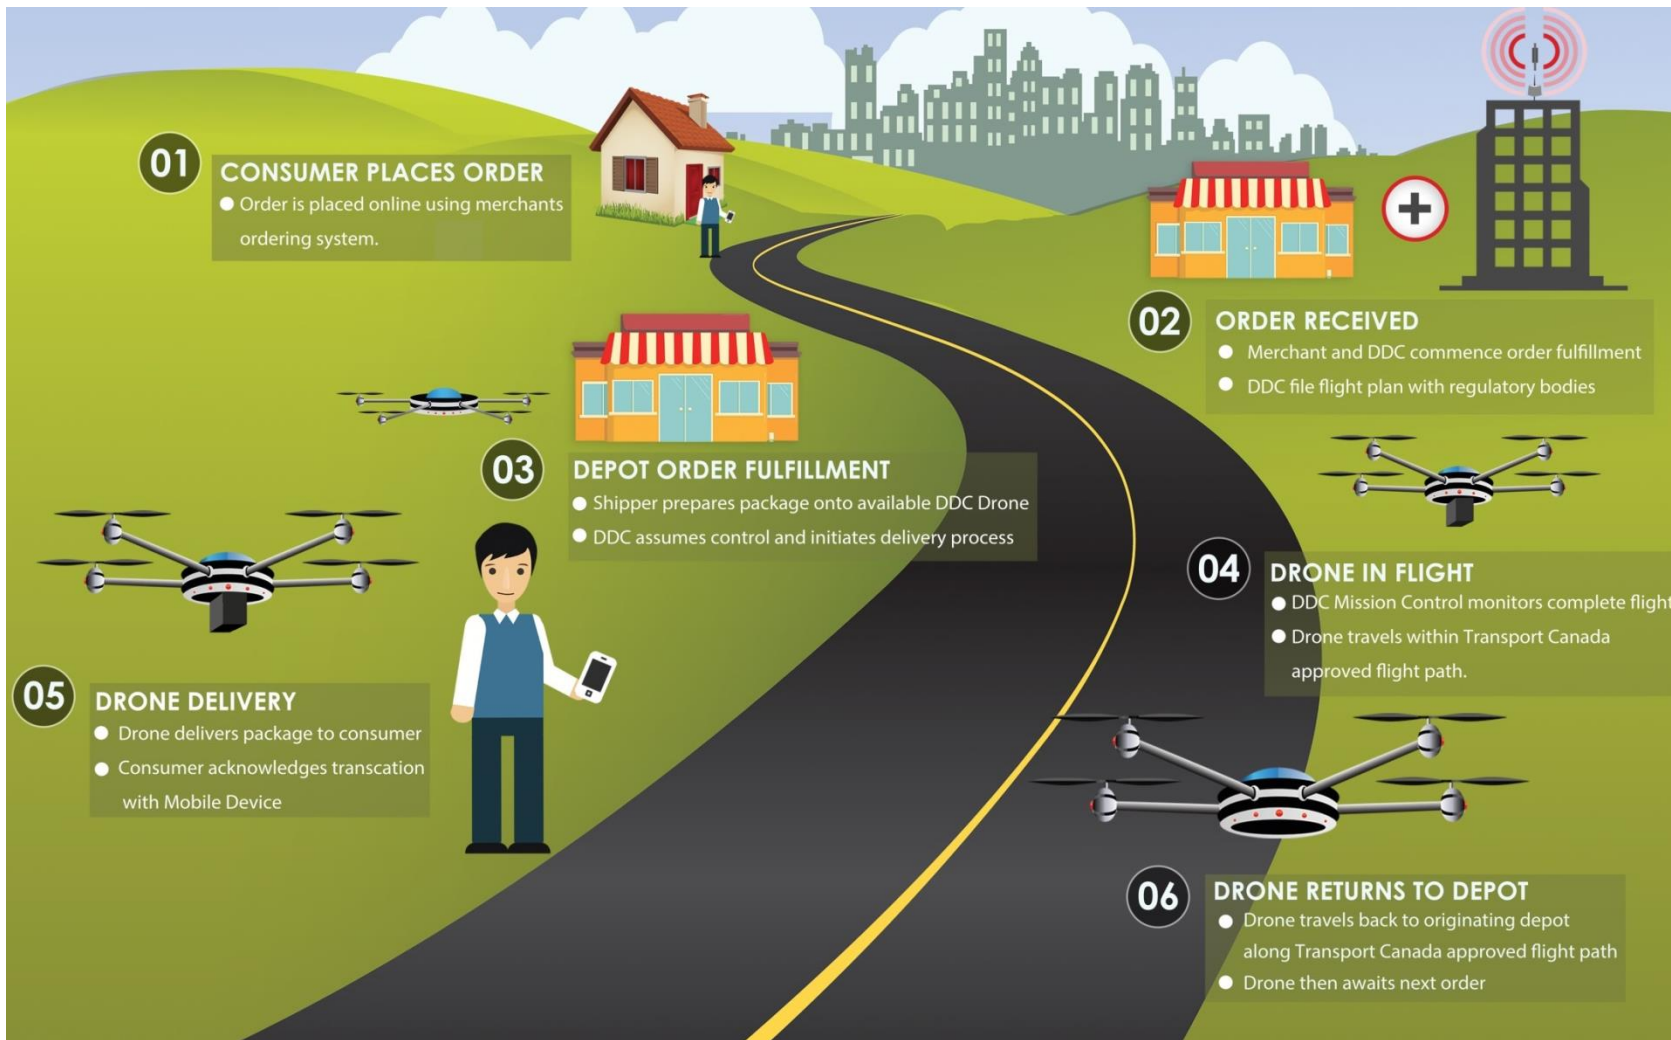 01
CONSUMER PLACES ORDER
Order is placed online using merchants
ordering system.
02
ORDER RECEIVED
Merchant and DDC commence order fulfillment
DDC file flight plan with regulatory bodies
03
DEPOT ORDER FULFILLMENT
Shipper prepares package onto available DDC Drone
DDC assumes control and initiates delivery process
04
DRONE IN FLIGHT
DDC Mission Control monitors complete flight
Drone travels within Transport Canada
approved flight path.
05
DRONE DELIVERY
Drone delivers package to consumer
Consumer acknowledges transcation
with Mobile Device
06
DRONE RETURNS TO DEPOT
Drone travels back to originating depot
along Transport Canada approved flight path
Drone then awaits next order